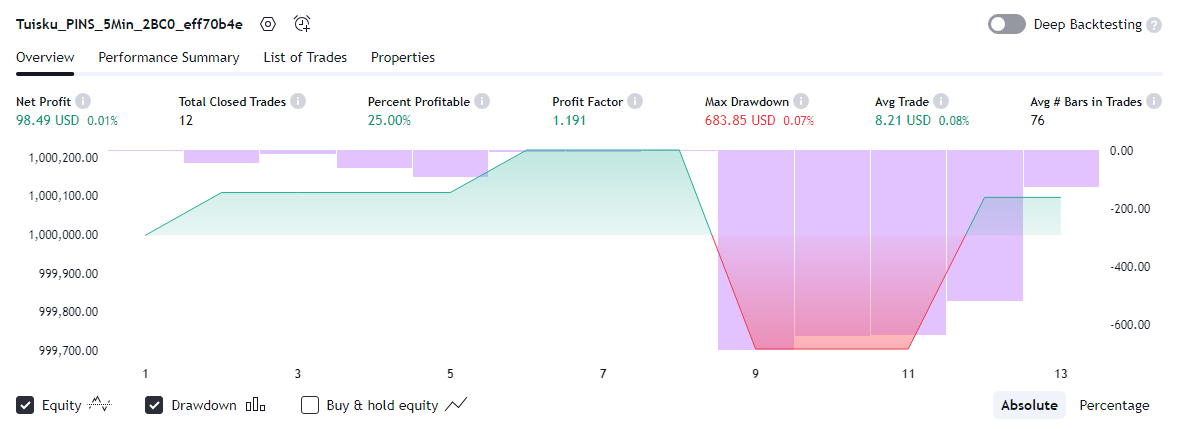 Tuisku_PINS_5Min_2BC0_eff70b4e
Deep Backtesting ?
Overview Performance Summary List of Trades Properties
Net Profit i Total Closed Trades i Percent Profitable i Profit Factor i Max Drawdown i Avg Trade i Avg # Bars in Trades i
98.49 USD 0.01% 12 25.00% 1.191 683.85 USD 0.07% 8.21 USD 0.08% 76
1,000,200.00 0.00
1,000,100.00 -200.00
1,000,000.00
999,900.00 -400.00
999,800.00 -600.00
999,700.00
1 3 5 7 9 11 13
Equity Drawdown Buy & hold equity Absolute Percentage